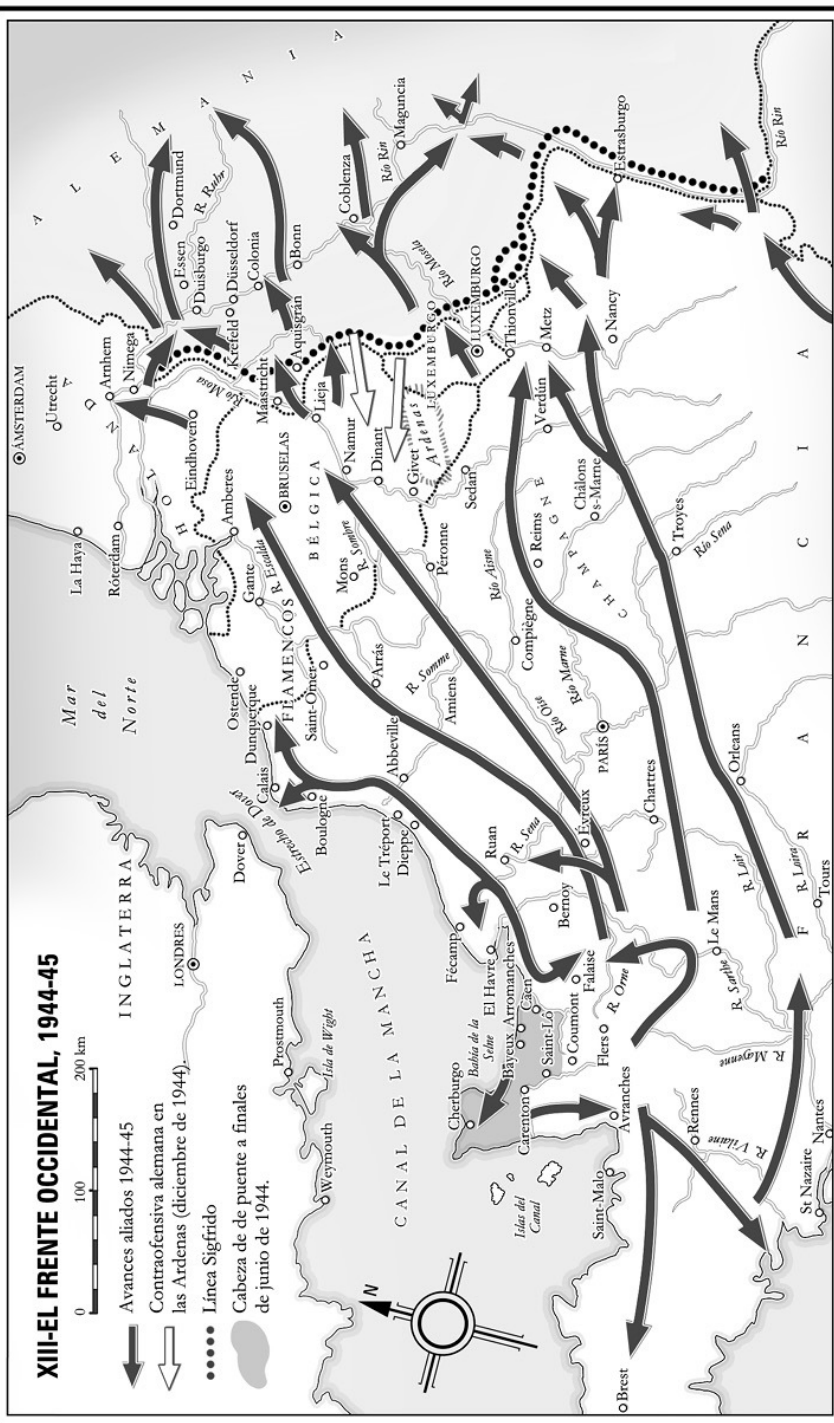 XIII-EL FRENTE OCCIDENTAL, 1944-45
0 100 200 km
Avances aliados 1944-45
Contraofensiva alemana en
las Ardenas (diciembre de 1944).
Línea Sigfrido
Cabeza de de puente a finales
de junio de 1944.
N
INGLATERRA
LONDRES
Dover
Prostmouth
Isla de Wight
Weymouth
Estrecho de Dover
CANAL DE LA MANCHA
Mar
del
Norte
Islas del
Canal
Bahía de la
Seine
Cherburgo
Carenton
Bayeux
Arromanches
Caen
Saint-Lô
Coumont
Falaise
Flers
R. Orne
Avranches
Saint-Malo
Brest
Rennes
R. Vilaine
St Nazaire
Nantes
R. Mayenne
R. Sarthe
Le Mans
R. Loir
R. Loira
Tours
Orleans
Chartres
Evreux
Bernoy
El Havre
Fécamp
Ruan
R. Sena
Dieppe
Le Tréport
Abbeville
Amiens
R. Somme
Boulogne
Calais
Dunquerque
Ostende
FLAMENCOS
Saint-Omer
Arrás
Gante
R. Escalda
Amberes
BRUSELAS
BÉLGICA
Mons
R. Sombre
Namur
Dinant
Givet
Ardenas
Péronne
PARÍS
Río Oise
Río Marne
Compiègne
Río Aisne
Reims
CHAMPAGNE
Châlons
s-Marne
Troyes
Río Sena
Sedan
Verdún
Metz
Nancy
Thionville
LUXEMBURGO
LUXEMBURGO
FRANCIA
Estrasburgo
Río Rin
HOLANDA
La Haya
Róterdam
ÁMSTERDAM
Utrecht
Arnhem
Nimega
Eindhoven
Río Mosa
Maastricht
Lieja
Aquisgrán
Krefeld
Düsseldorf
Duisburgo
Essen
Dortmund
R. Rubr
Colonia
Bonn
Coblenza
Río Mosela
Río Rin
Maguncia
ALEMANIA